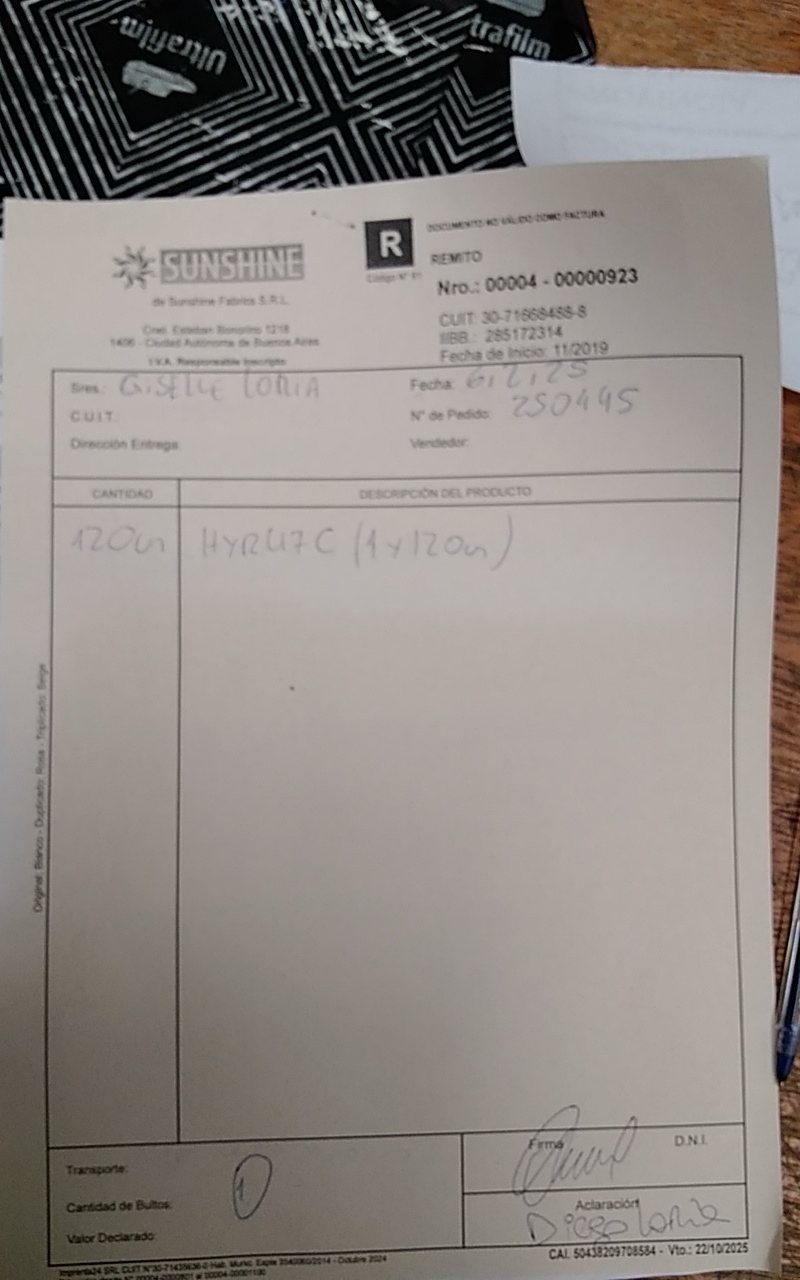 Ultrafilm
trafilm
DOCUMENTO NO VÁLIDO COMO FACTURA
R
Código N° 91
REMITO
Nro.: 00004 - 00000923
SUNSHINE
de Sunshine Fabrics S.R.L.
Cnel. Esteban Bonorino 1218
1406 - Ciudad Autónoma de Buenos Aires
I.V.A. Responsable Inscripto
CUIT: 30-71668488-8
IIBB.: 285172314
Fecha de Inicio: 11/2019
Sres.: GISELLE LORIA
Fecha: 6/2/25
C.U.I.T:
N° de Pedido: 250445
Dirección Entrega:
Vendedor:
CANTIDAD
DESCRIPCIÓN DEL PRODUCTO
120m HYR47C (1x120m)
Original: Blanco - Duplicado: Rosa - Triplicado: Beige
Transporte:
Cantidad de Bultos: 1
Valor Declarado:
Firma
D.N.I.
Aclaración
Diego Loria
CAI. 50438209708584 - Vto.: 22/10/2025